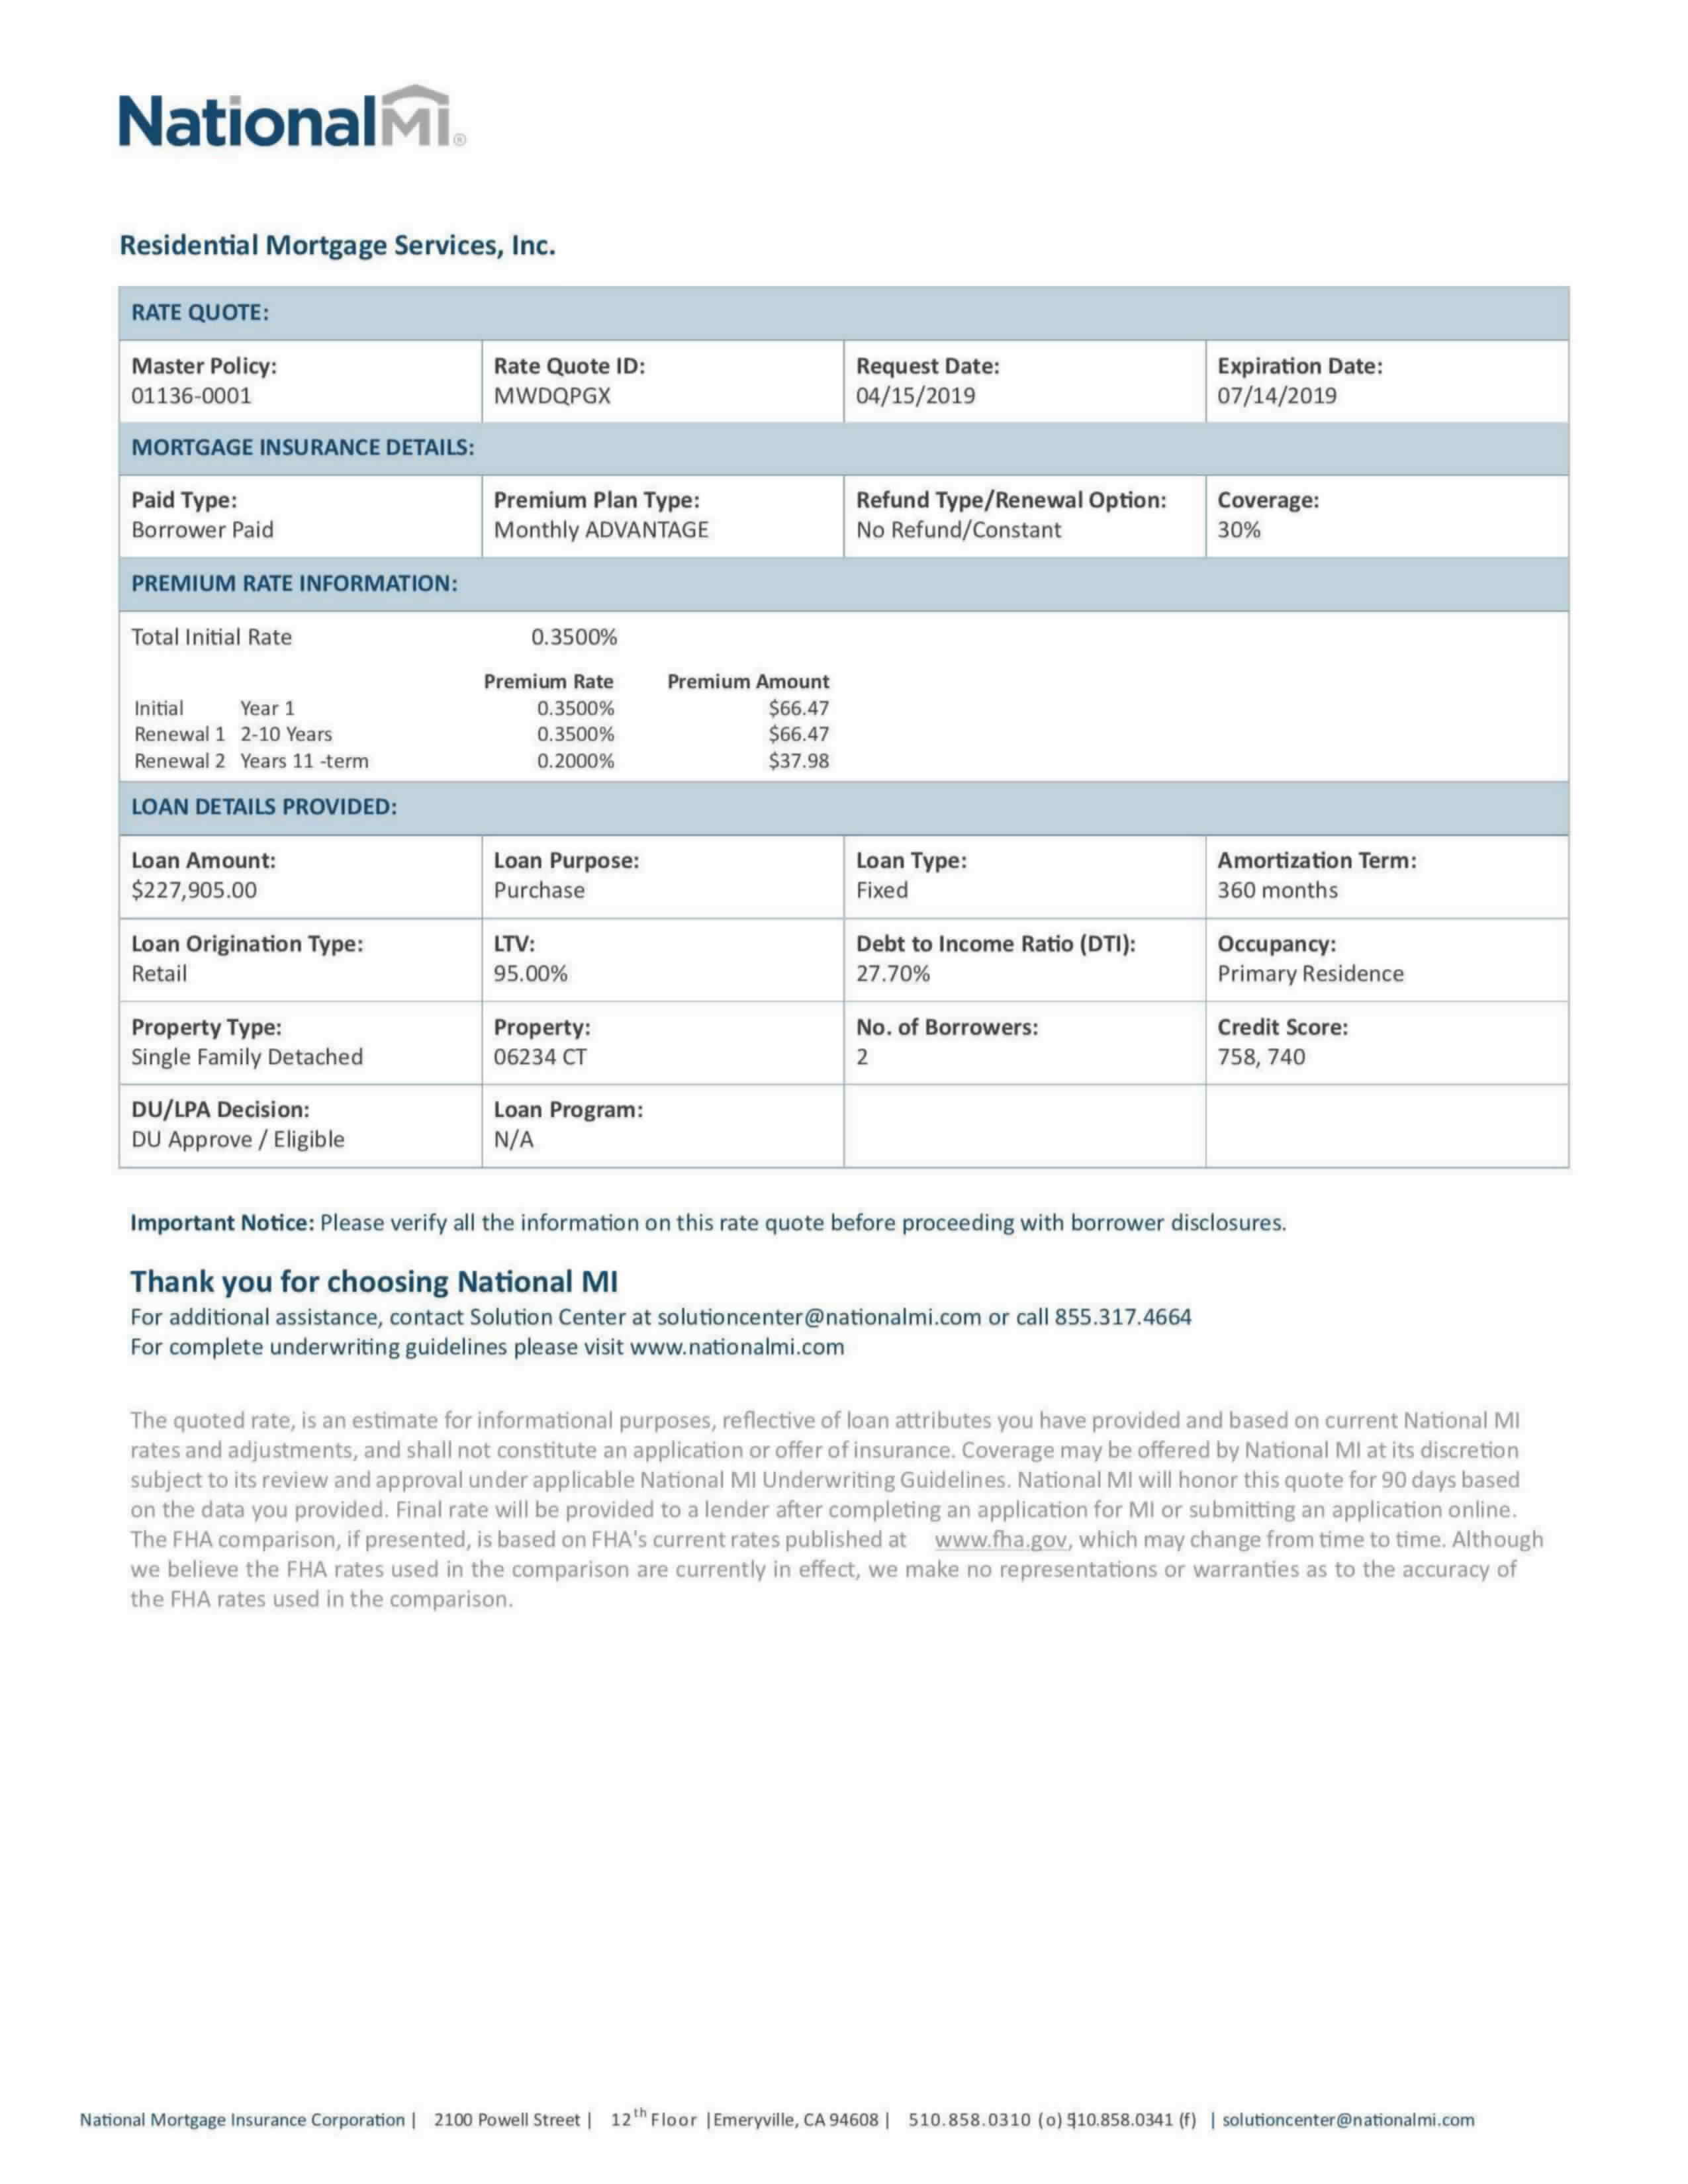 NationalMI®
Residential Mortgage Services, Inc.
RATE QUOTE:
Master Policy: Rate Quote ID: Request Date: Expiration Date:
01136-0001 MWDQPGX 04/15/2019 07/14/2019
MORTGAGE INSURANCE DETAILS:
Paid Type: Premium Plan Type: Refund Type/Renewal Option: Coverage:
Borrower Paid Monthly ADVANTAGE No Refund/Constant 30%
PREMIUM RATE INFORMATION:
Total Initial Rate 0.3500%
Premium Rate Premium Amount
Initial Year 1 0.3500% $66.47
Renewal 1 2-10 Years 0.3500% $66.47
Renewal 2 Years 11 -term 0.2000% $37.98
LOAN DETAILS PROVIDED:
Loan Amount: Loan Purpose: Loan Type: Amortization Term:
$227,905.00 Purchase Fixed 360 months
Loan Origination Type: LTV: Debt to Income Ratio (DTI): Occupancy:
Retail 95.00% 27.70% Primary Residence
Property Type: Property: No. of Borrowers: Credit Score:
Single Family Detached 06234 CT 2 758, 740
DU/LPA Decision: Loan Program:
DU Approve / Eligible N/A
Important Notice: Please verify all the information on this rate quote before proceeding with borrower disclosures.
Thank you for choosing National MI
For additional assistance, contact Solution Center at solutioncenter@nationalmi.com or call 855.317.4664
For complete underwriting guidelines please visit www.nationalmi.com
The quoted rate, is an estimate for informational purposes, reflective of loan attributes you have provided and based on current National MI
rates and adjustments, and shall not constitute an application or offer of insurance. Coverage may be offered by National MI at its discretion
subject to its review and approval under applicable National MI Underwriting Guidelines. National MI will honor this quote for 90 days based
on the data you provided. Final rate will be provided to a lender after completing an application for MI or submitting an application online.
The FHA comparison, if presented, is based on FHA's current rates published at www.fha.gov, which may change from time to time. Although
we believe the FHA rates used in the comparison are currently in effect, we make no representations or warranties as to the accuracy of
the FHA rates used in the comparison.
National Mortgage Insurance Corporation | 2100 Powell Street | 12th Floor | Emeryville, CA 94608 | 510.858.0310 (o) 510.858.0341 (f) | solutioncenter@nationalmi.com